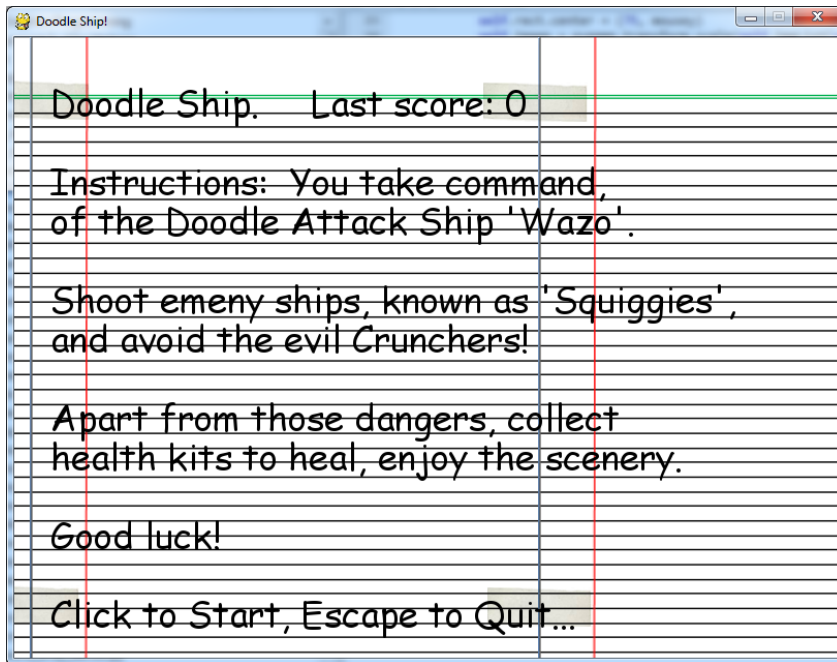 Doodle Ship!
Doodle Ship.    Last score: 0
Instructions:  You take command,
of the Doodle Attack Ship 'Wazo'.
Shoot emeny ships, known as 'Squiggies',
and avoid the evil Crunchers!
Apart from those dangers, collect
health kits to heal, enjoy the scenery.
Good luck!
Click to Start, Escape to Quit...